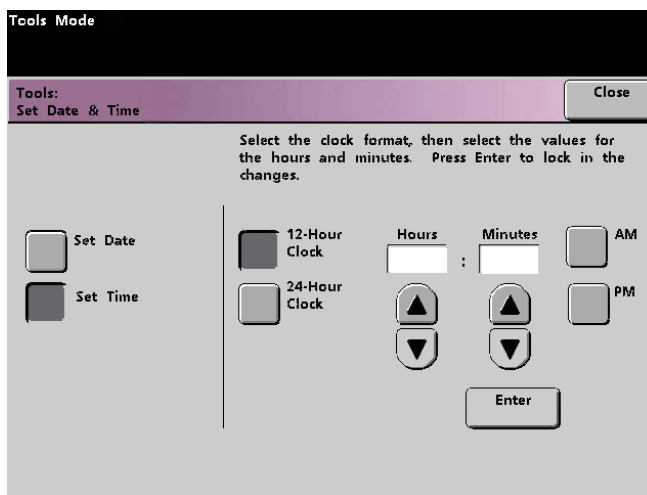 Tools Mode
Tools:
Set Date & Time
Close
Select the clock format, then select the values for
the hours and minutes. Press Enter to lock in the
changes.
Set Date
Set Time
12-Hour
Clock
24-Hour
Clock
Hours
Minutes
:
AM
PM
Enter